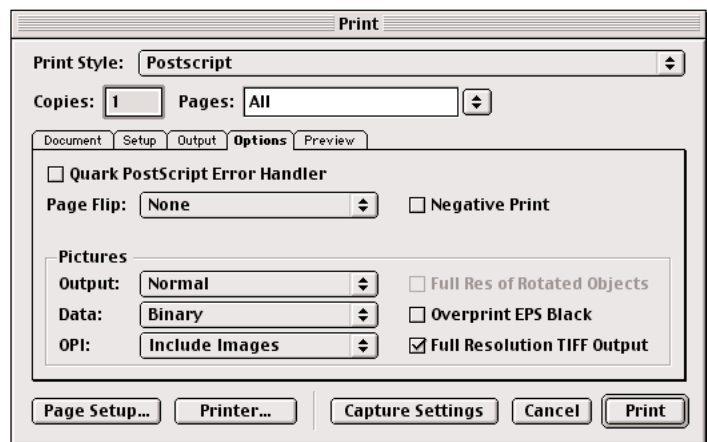 Print
Print Style: Postscript
Copies: 1 Pages: All
Document Setup Output Options Preview
Quark PostScript Error Handler
Page Flip: None Negative Print
Pictures
Output: Normal Full Res of Rotated Objects
Data: Binary Overprint EPS Black
OPI: Include Images Full Resolution TIFF Output
Page Setup... Printer... Capture Settings Cancel Print